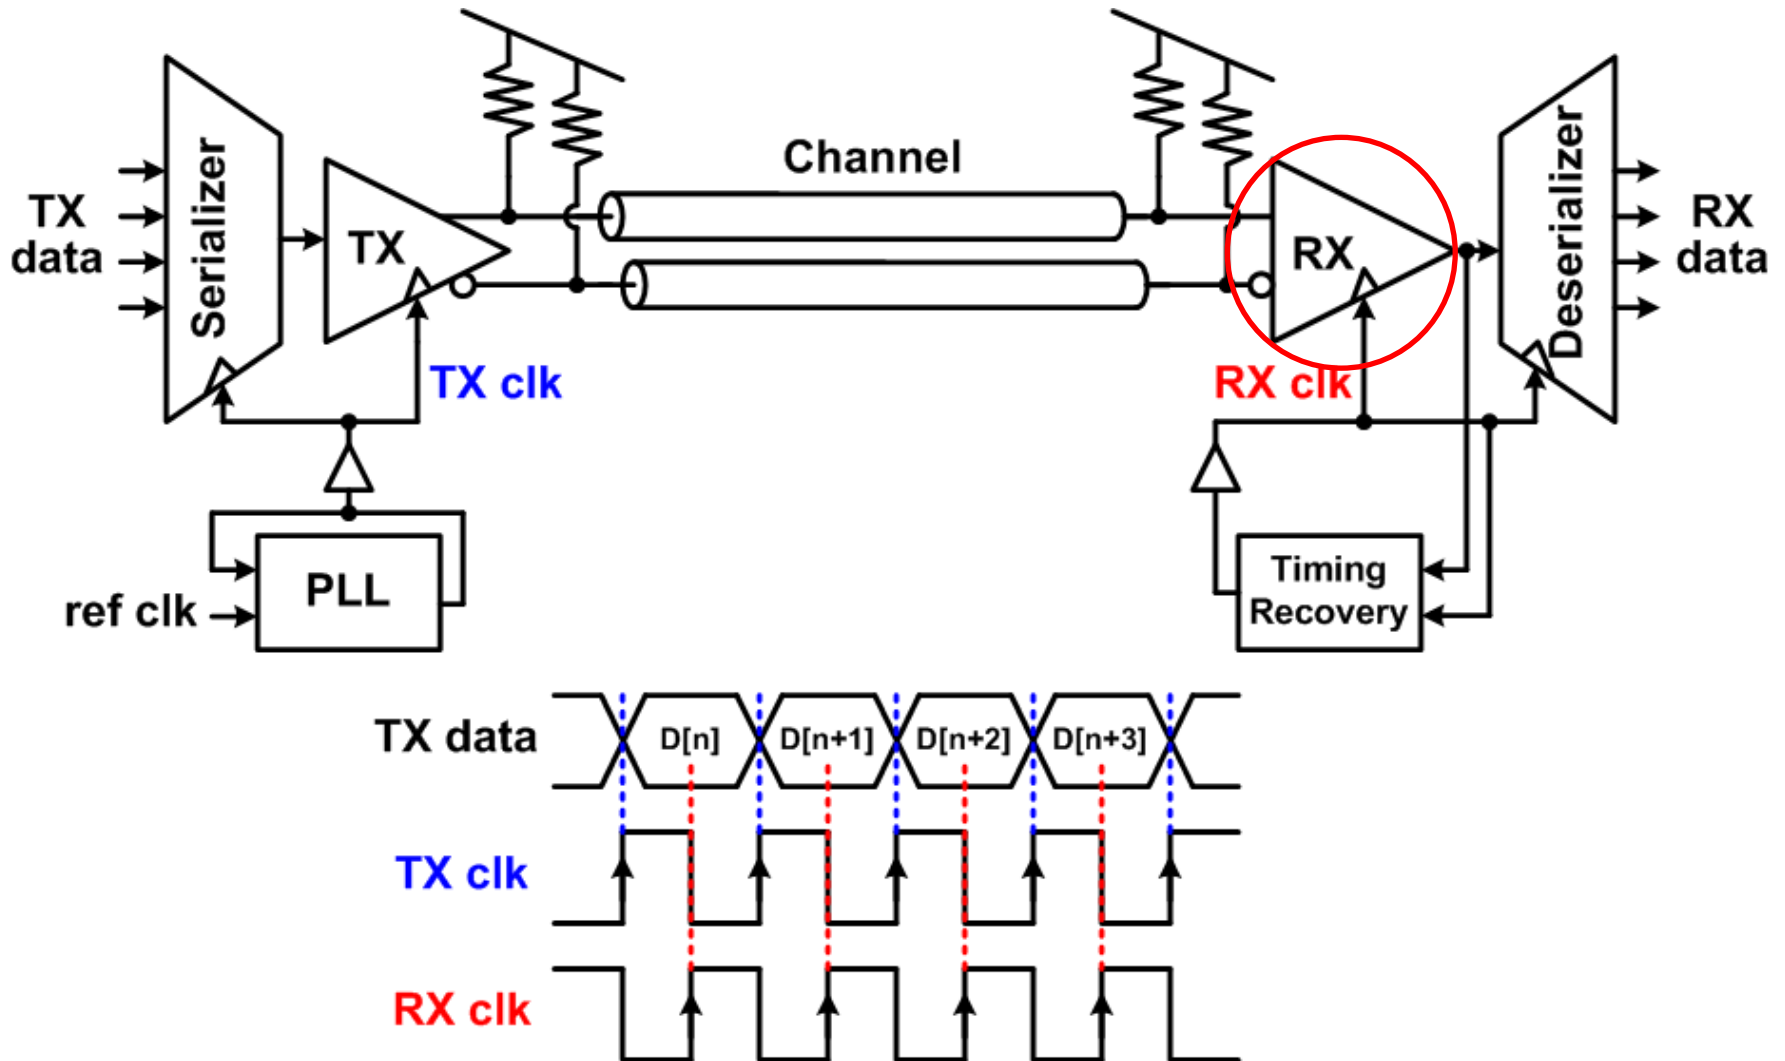 Serializer
TX
data
TX
Channel
RX
Deserializer
RX
data
TX clk
RX clk
PLL
ref clk
Timing
Recovery
TX data
D[n]
D[n+1]
D[n+2]
D[n+3]
TX clk
RX clk